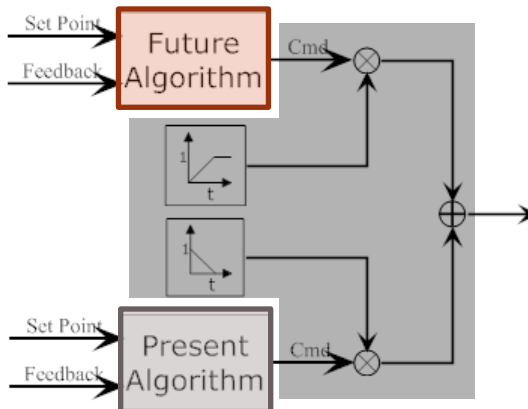 Set Point
Feedback
Future
Algorithm
Cmd
1
t
1
t
Set Point
Feedback
Present
Algorithm
Cmd